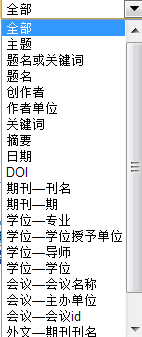 全部
全部
主题
题名或关键词
题名
创作者
作者单位
关键词
摘要
日期
DOI
期刊—刊名
期刊—期
学位—专业
学位—学位授予单位
学位—导师
学位—学位
会议—会议名称
会议—主办单位
会议—会议id
外文—期刊刊名